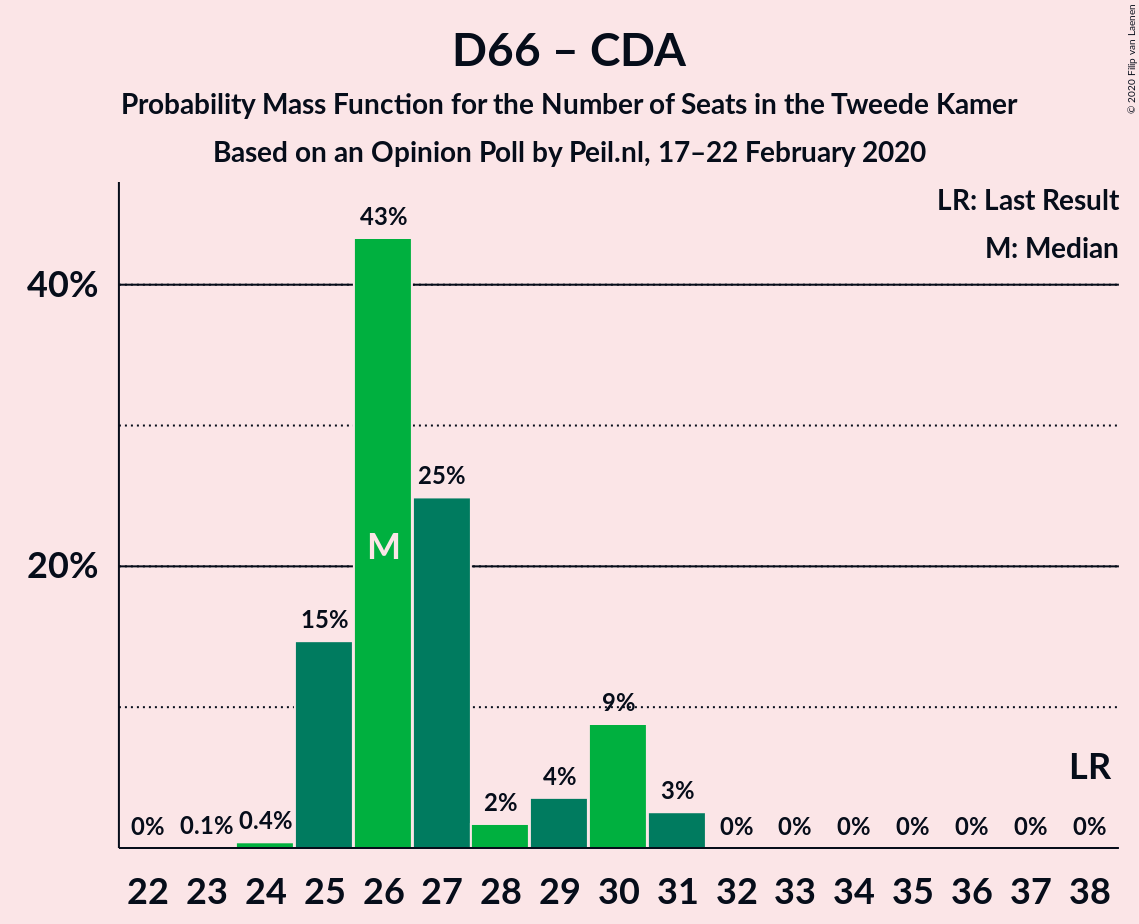 D66 – CDA
Probability Mass Function for the Number of Seats in the Tweede Kamer
Based on an Opinion Poll by Peil.nl, 17–22 February 2020
© 2020 Filip van Laenen
LR: Last Result
M: Median
40%
20%
0%
0.1%
0.4%
15%
43%
M
25%
2%
4%
9%
3%
0%
0%
0%
0%
0%
0%
0%
LR
22 23 24 25 26 27 28 29 30 31 32 33 34 35 36 37 38